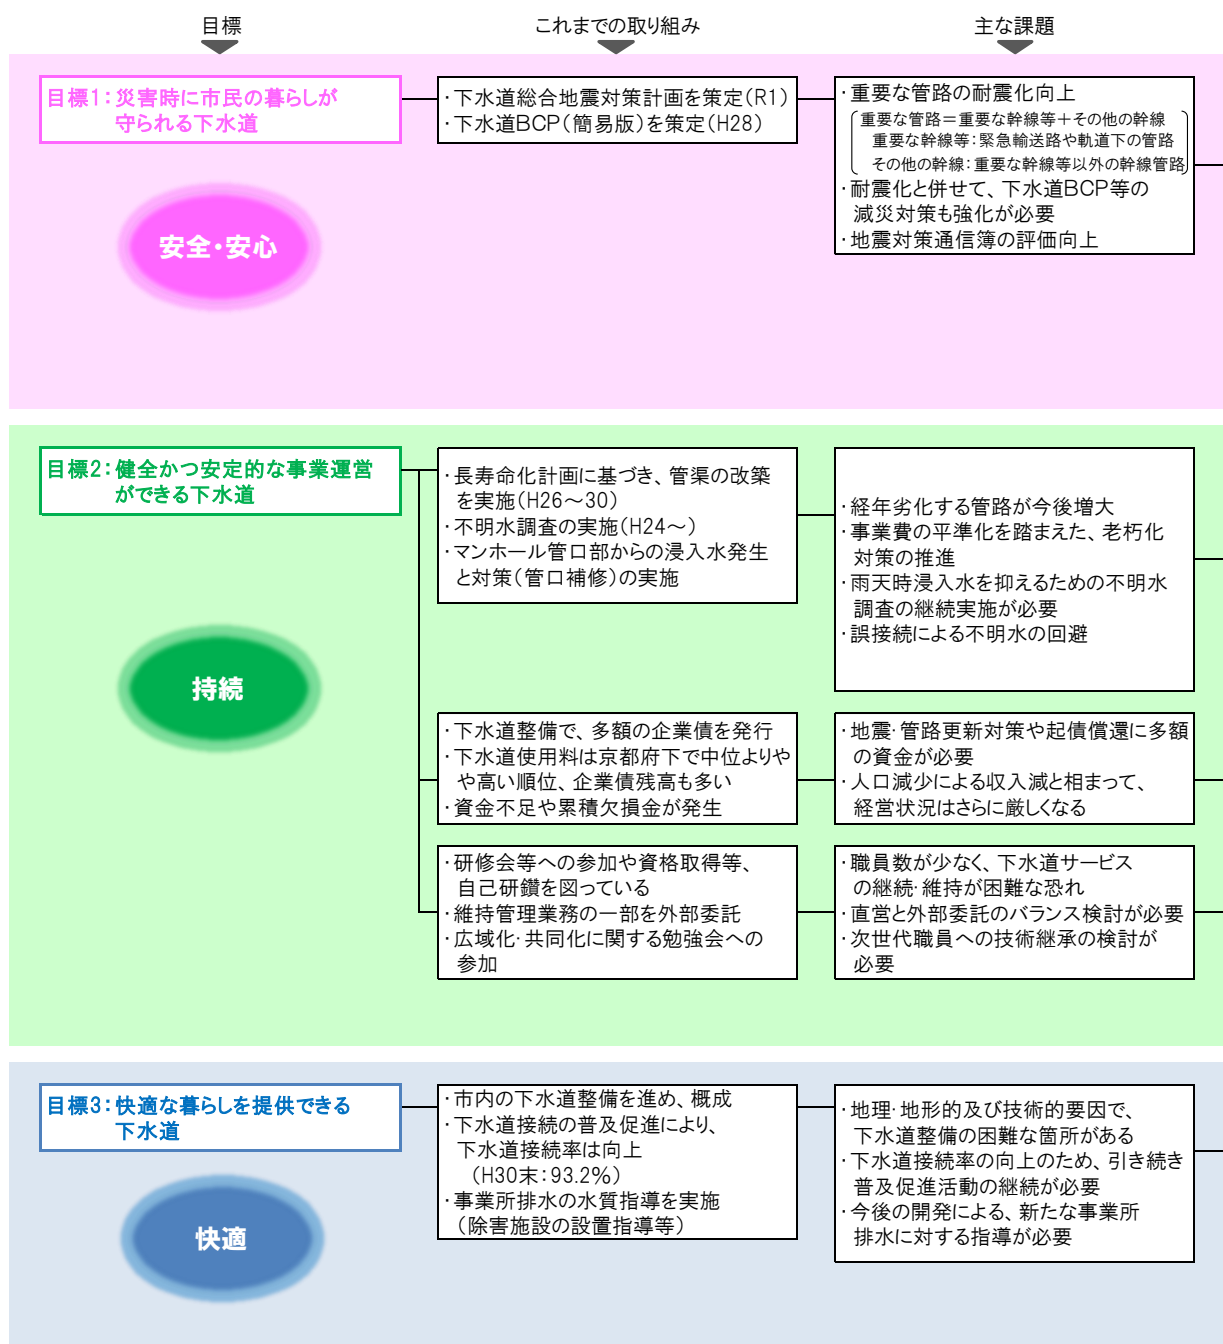 目標
これまでの取り組み
主な課題
目標1:災害時に市民の暮らしが
守られる下水道
安全・安心
・下水道総合地震対策計画を策定(R1)
・下水道BCP(簡易版)を策定(H28)
・重要な管路の耐震化向上
重要な管路=重要な幹線等+その他の幹線
重要な幹線等:緊急輸送路や軌道下の管路
その他の幹線:重要な幹線等以外の幹線管路
・耐震化と併せて、下水道BCP等の
減災対策も強化が必要
・地震対策通信簿の評価向上
目標2:健全かつ安定的な事業運営
ができる下水道
持続
・長寿命化計画に基づき、管渠の改築
を実施(H26~30)
・不明水調査の実施(H24~)
・マンホール管口部からの浸入水発生
と対策(管口補修)の実施
・経年劣化する管路が今後増大
・事業費の平準化を踏まえた、老朽化
対策の推進
・雨天時浸入水を抑えるための不明水
調査の継続実施が必要
・誤接続による不明水の回避
・下水道整備で、多額の企業債を発行
・下水道使用料は京都府下で中位よりや
や高い順位、企業債残高も多い
・資金不足や累積欠損金が発生
・地震・管路更新対策や起債償還に多額
の資金が必要
・人口減少による収入減と相まって、
経営状況はさらに厳しくなる
・研修会等への参加や資格取得等、
自己研鑽を図っている
・維持管理業務の一部を外部委託
・広域化・共同化に関する勉強会への
参加
・職員数が少なく、下水道サービス
の継続・維持が困難な恐れ
・直営と外部委託のバランス検討が必要
・次世代職員への技術継承の検討が
必要
目標3:快適な暮らしを提供できる
下水道
快適
・市内の下水道整備を進め、概成
・下水道接続の普及促進により、
下水道接続率は向上
(H30末:93.2%)
・事業所排水の水質指導を実施
(除害施設の設置指導等)
・地理・地形的及び技術的要因で、
下水道整備の困難な箇所がある
・下水道接続率の向上のため、引き続き
普及促進活動の継続が必要
・今後の開発による、新たな事業所
排水に対する指導が必要